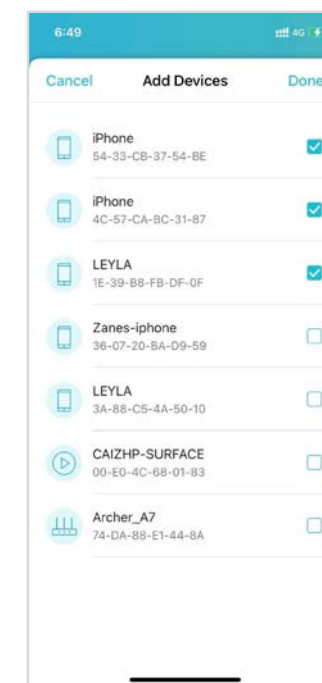 6:49
4G
Cancel Add Devices Done
iPhone
54-33-CB-37-54-BE
iPhone
4C-57-CA-BC-31-87
LEYLA
1E-39-B8-FB-DF-0F
Zanes-iphone
36-07-20-BA-D9-59
LEYLA
3A-88-C5-4A-50-10
CAIZHP-SURFACE
00-E0-4C-68-01-83
Archer_A7
74-DA-88-E1-44-8A